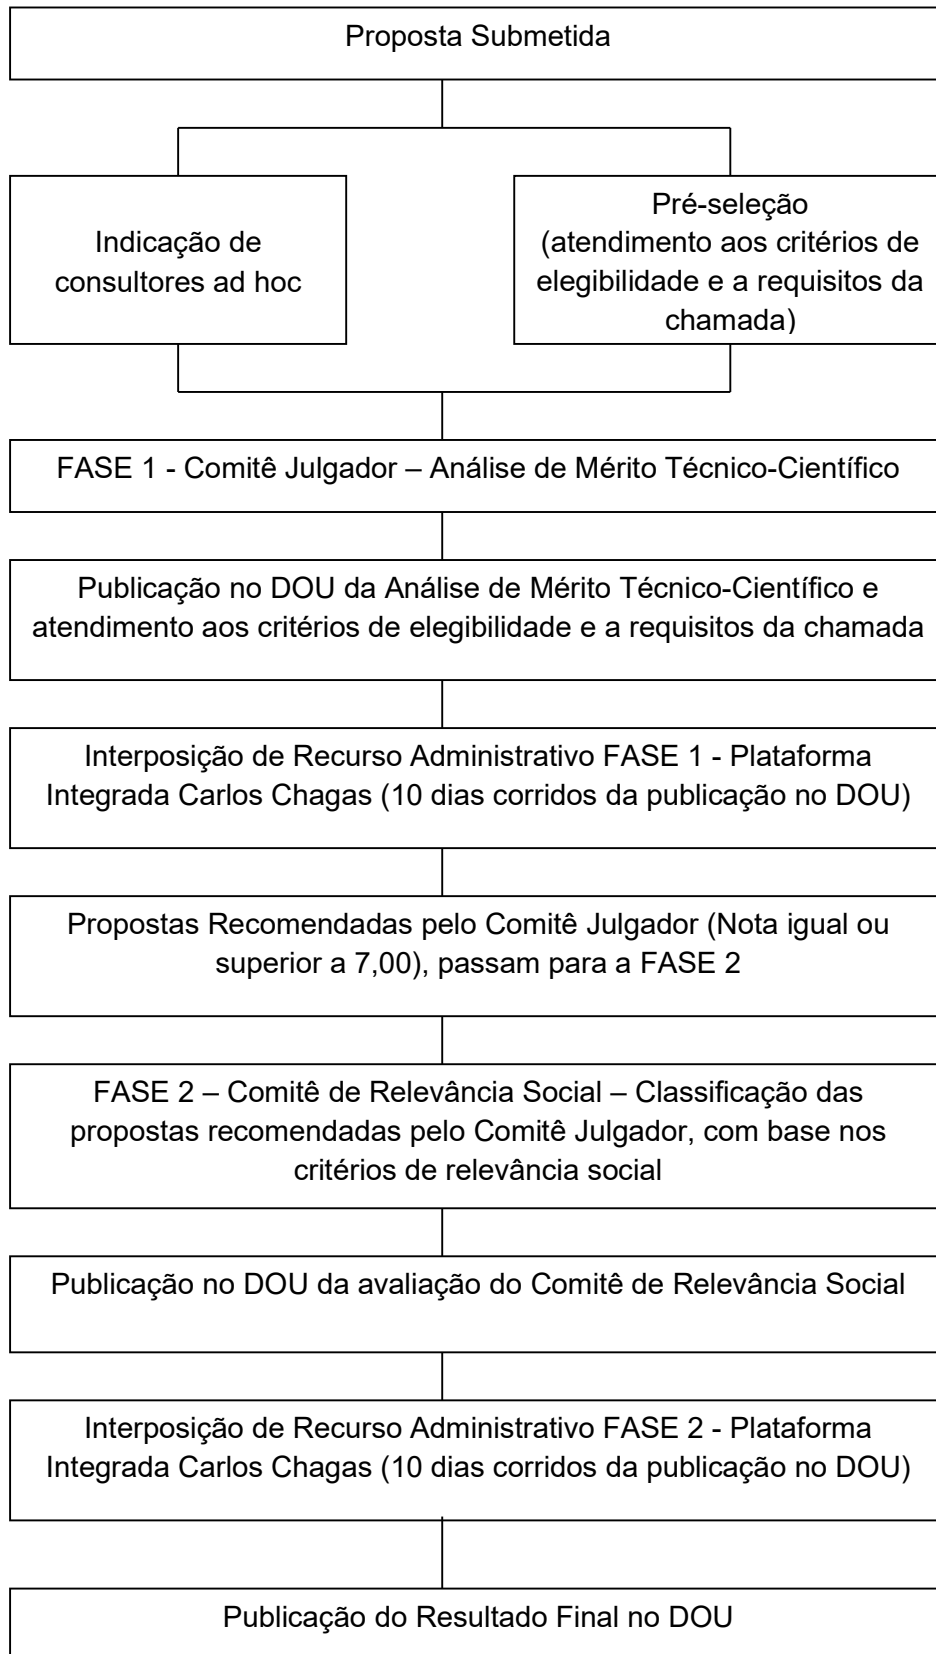 Proposta Submetida
Indicação de
consultores ad hoc
Pré-seleção
(atendimento aos critérios de
elegibilidade e a requisitos da
chamada)
FASE 1 - Comitê Julgador – Análise de Mérito Técnico-Científico
Publicação no DOU da Análise de Mérito Técnico-Científico e
atendimento aos critérios de elegibilidade e a requisitos da chamada
Interposição de Recurso Administrativo FASE 1 - Plataforma
Integrada Carlos Chagas (10 dias corridos da publicação no DOU)
Propostas Recomendadas pelo Comitê Julgador (Nota igual ou
superior a 7,00), passam para a FASE 2
FASE 2 – Comitê de Relevância Social – Classificação das
propostas recomendadas pelo Comitê Julgador, com base nos
critérios de relevância social
Publicação no DOU da avaliação do Comitê de Relevância Social
Interposição de Recurso Administrativo FASE 2 - Plataforma
Integrada Carlos Chagas (10 dias corridos da publicação no DOU)
Publicação do Resultado Final no DOU